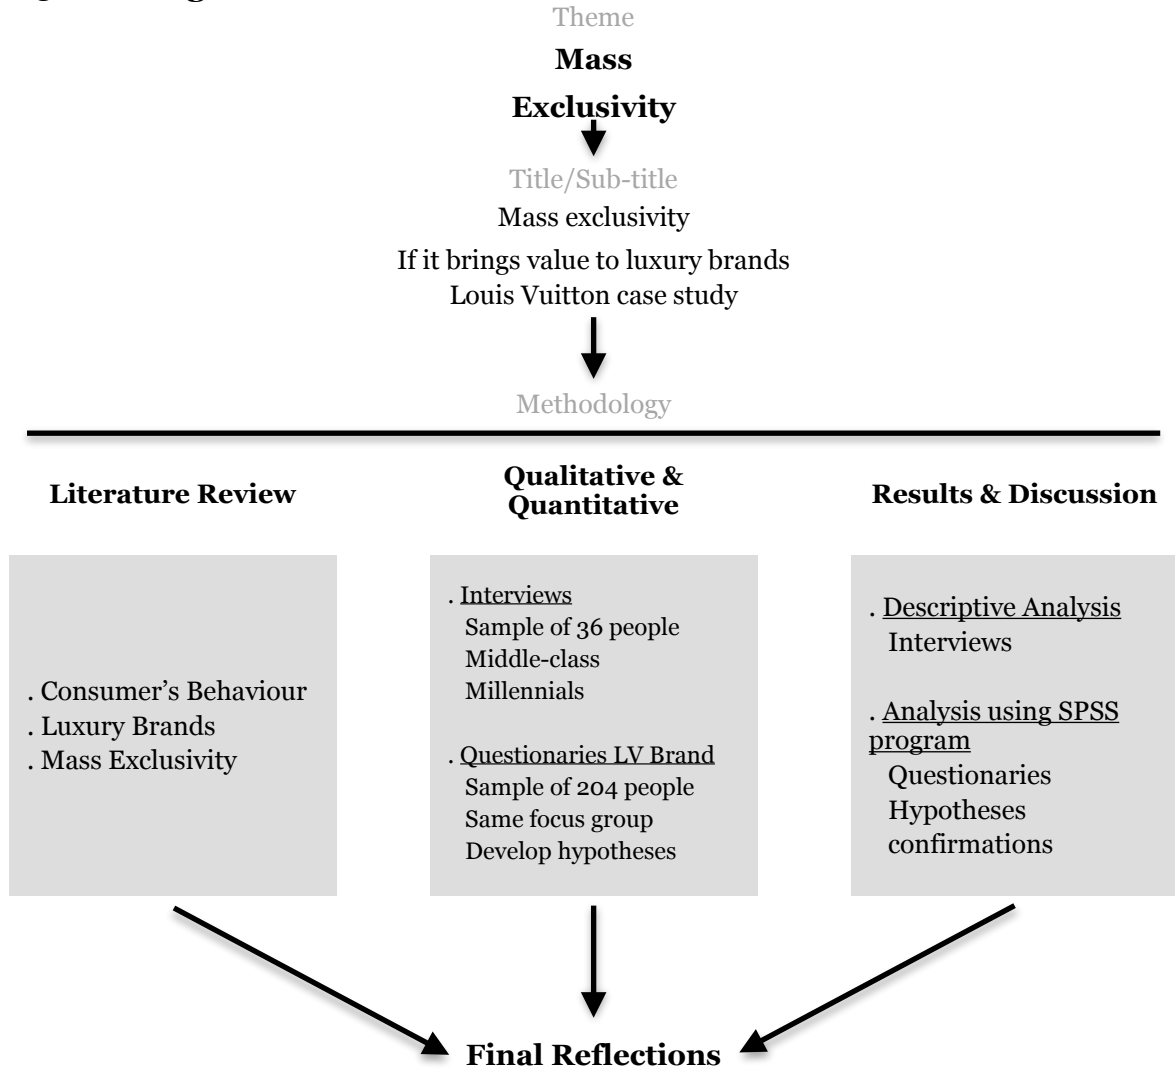 Theme
Mass
Exclusivity
Title/Sub-title
Mass exclusivity
If it brings value to luxury brands
Louis Vuitton case study
Methodology
Literature Review
. Consumer’s Behaviour
. Luxury Brands
. Mass Exclusivity
Qualitative &
Quantitative
. Interviews
Sample of 36 people
Middle-class
Millennials
. Questionaries LV Brand
Sample of 204 people
Same focus group
Develop hypotheses
Results & Discussion
. Descriptive Analysis
Interviews
. Analysis using SPSS
program
Questionaries
Hypotheses
confirmations
Final Reflections